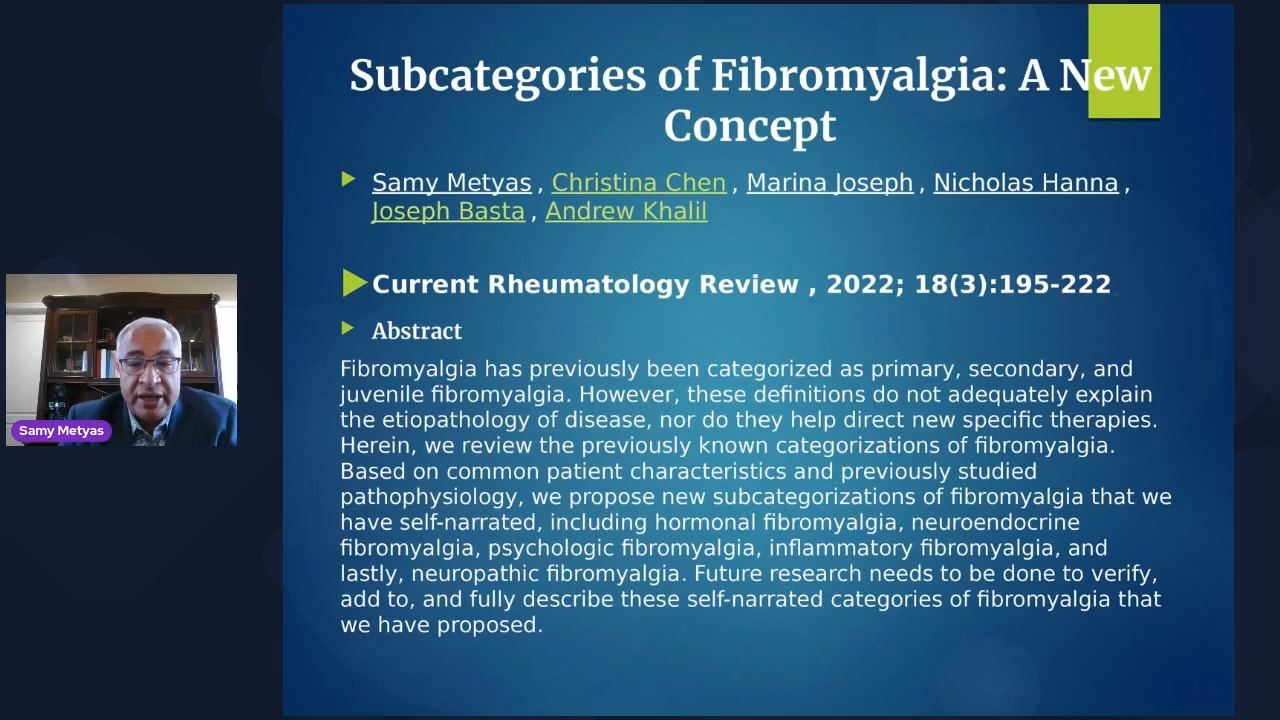 Subcategories of Fibromyalgia: A New
Concept
Samy Metyas , Christina Chen , Marina Joseph , Nicholas Hanna ,
Joseph Basta , Andrew Khalil
Current Rheumatology Review , 2022; 18(3):195-222
Abstract
Fibromyalgia has previously been categorized as primary, secondary, and
juvenile fibromyalgia. However, these definitions do not adequately explain
the etiopathology of disease, nor do they help direct new specific therapies.
Herein, we review the previously known categorizations of fibromyalgia.
Based on common patient characteristics and previously studied
pathophysiology, we propose new subcategorizations of fibromyalgia that we
have self-narrated, including hormonal fibromyalgia, neuroendocrine
fibromyalgia, psychologic fibromyalgia, inflammatory fibromyalgia, and
lastly, neuropathic fibromyalgia. Future research needs to be done to verify,
add to, and fully describe these self-narrated categories of fibromyalgia that
we have proposed.
Samy Metyas